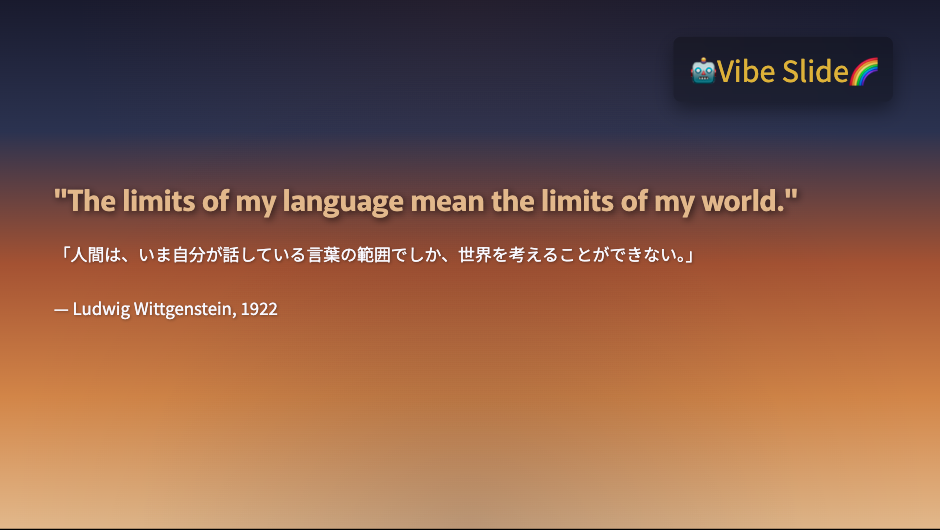 🤖Vibe Slide🌈
"The limits of my language mean the limits of my world."
「人間は、いま自分が話している言葉の範囲でしか、世界を考えることができない。」
— Ludwig Wittgenstein, 1922